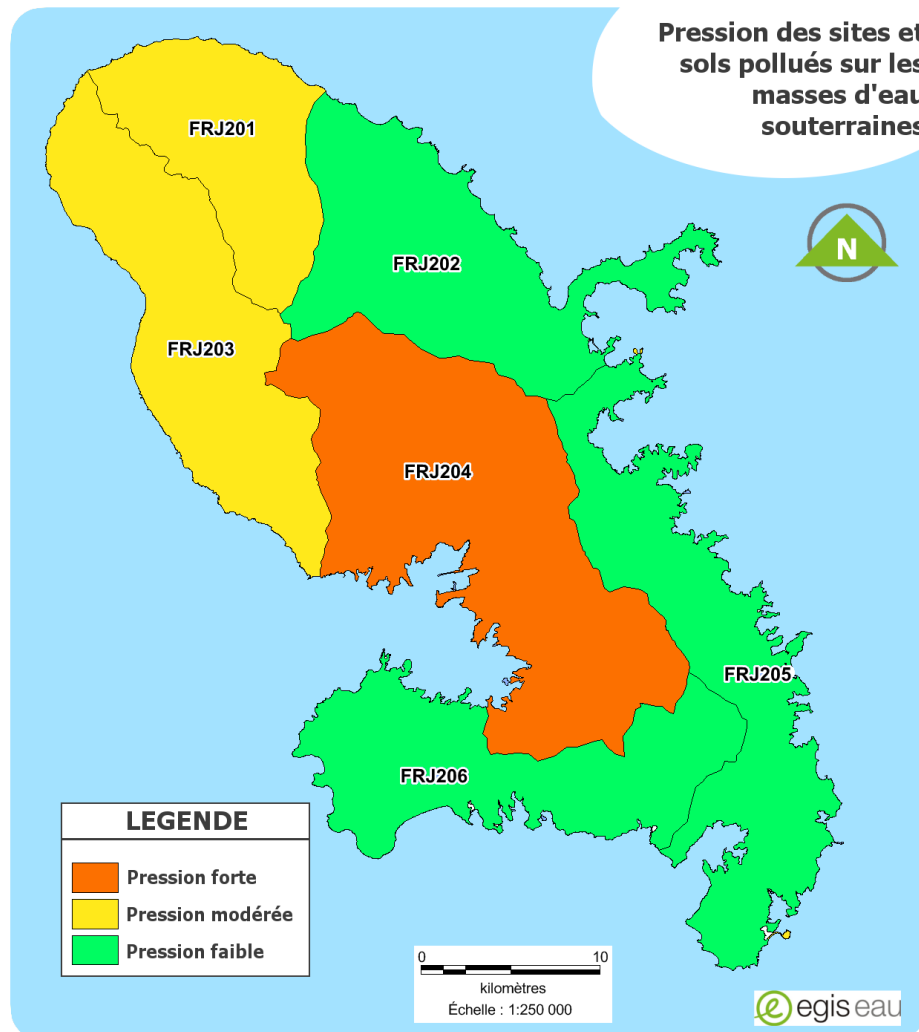 Pression des sites et
sols pollués sur les
masses d'eau
souterraines
N
FRJ201
FRJ202
FRJ203
FRJ204
FRJ205
FRJ206
LEGENDE
Pression forte
Pression modérée
Pression faible
0 10
kilomètres
Échelle : 1:250 000
egis eau